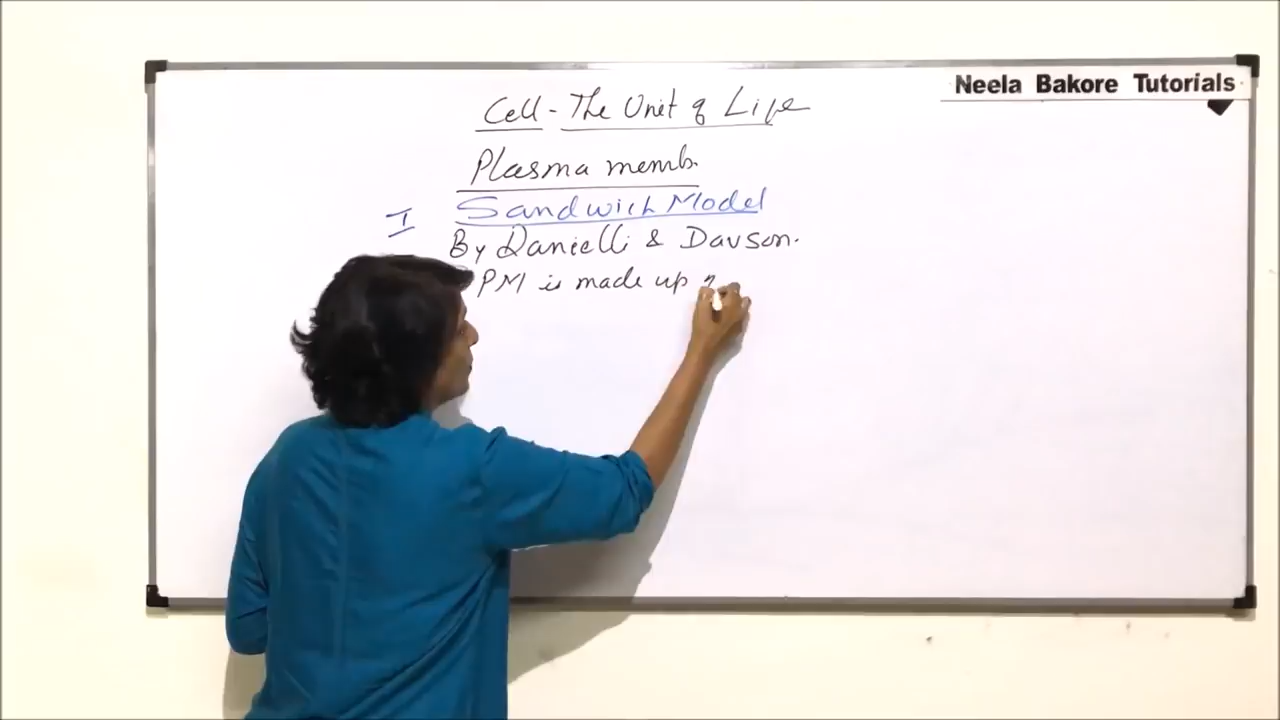 Neela Bakore Tutorials
Cell - The Unit of Life
Plasma memb.
I Sandwich Model
By Danielli & Davson.
PM is made up